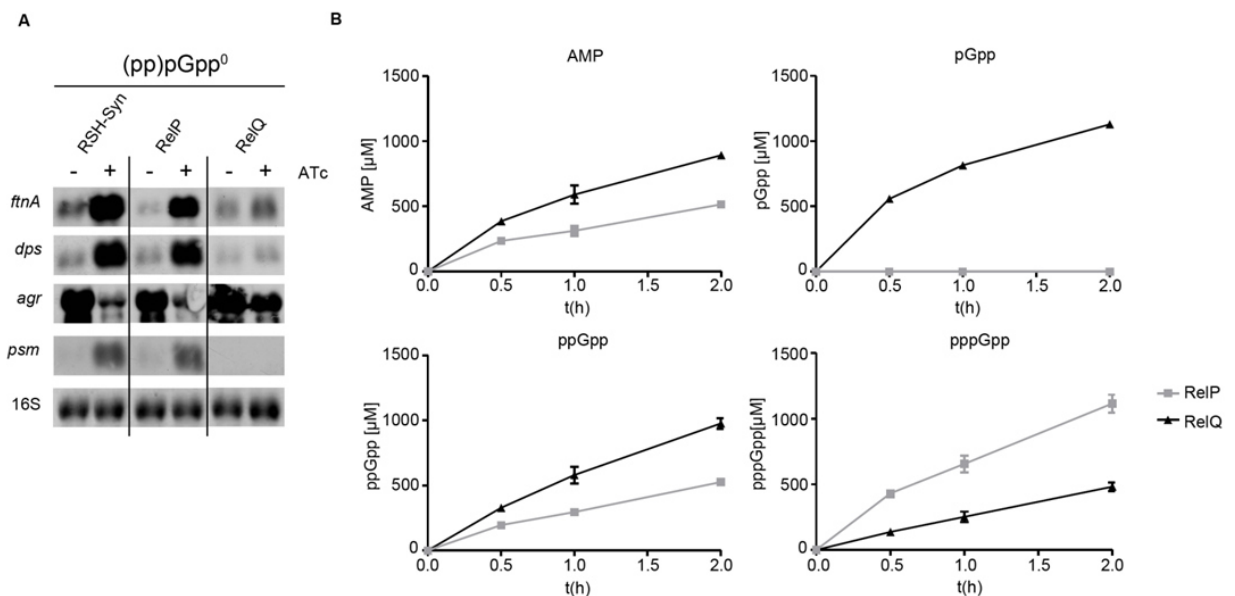 A
(pp)pGpp⁰
RSH-Syn
RelP
RelQ
- + - + - + ATc
ftnA
dps
agr
psm
16S
B
AMP
1500
1000
500
0
AMP [µM]
0.0 0.5 1.0 1.5 2.0
t(h)
pGpp
1500
1000
500
0
pGpp [µM]
0.0 0.5 1.0 1.5 2.0
t(h)
ppGpp
1500
1000
500
0
ppGpp [µM]
0.0 0.5 1.0 1.5 2.0
t(h)
pppGpp
1500
1000
500
0
pppGpp[µM]
0.0 0.5 1.0 1.5 2.0
t(h)
RelP
RelQ